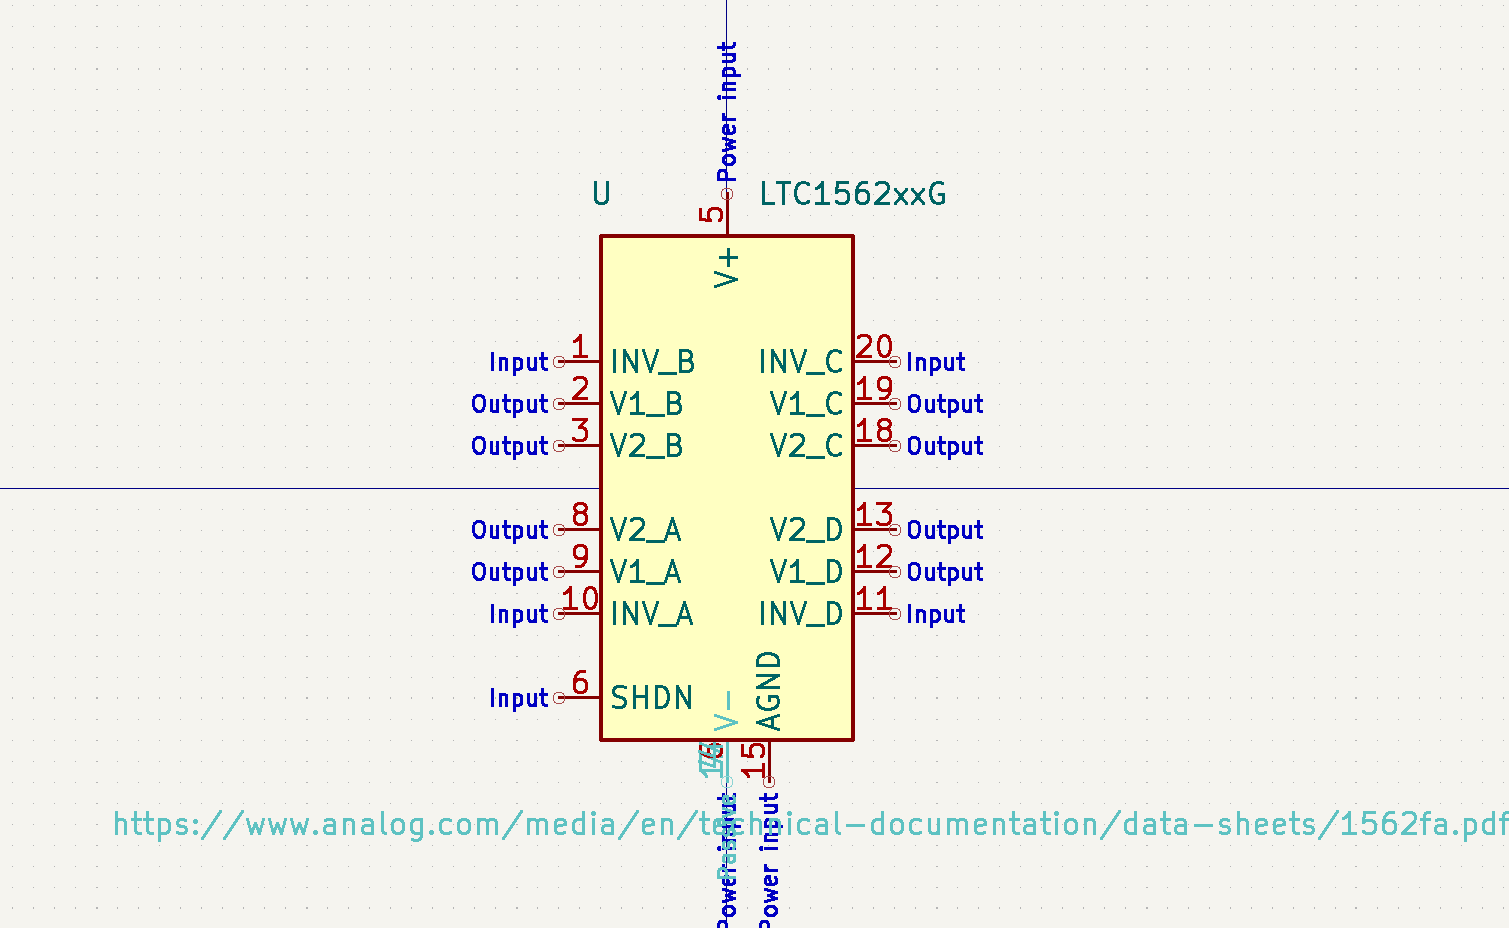 Power input
U
LTC1562xxG
5
V+
Input 1 INV_B INV_C 20 Input
Output 2 V1_B V1_C 19 Output
Output 3 V2_B V2_C 18 Output
Output 8 V2_A V2_D 13 Output
Output 9 V1_A V1_D 12 Output
Input 10 INV_A INV_D 11 Input
Input 6 SHDN
V-
AGND
15
https://www.analog.com/media/en/technical-documentation/data-sheets/1562fa.pdf
Power input
Power input